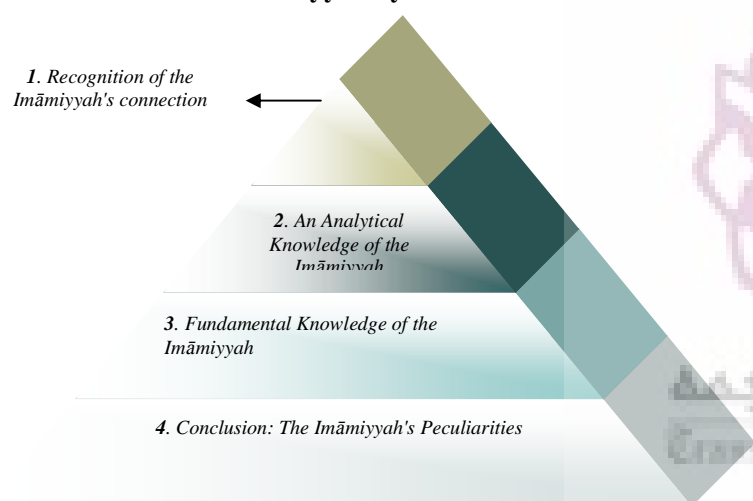 1. Recognition of the
Imāmiyyah's connection
2. An Analytical
Knowledge of the
Imāmiyyah
3. Fundamental Knowledge of the
Imāmiyyah
4. Conclusion: The Imāmiyyah's Peculiarities